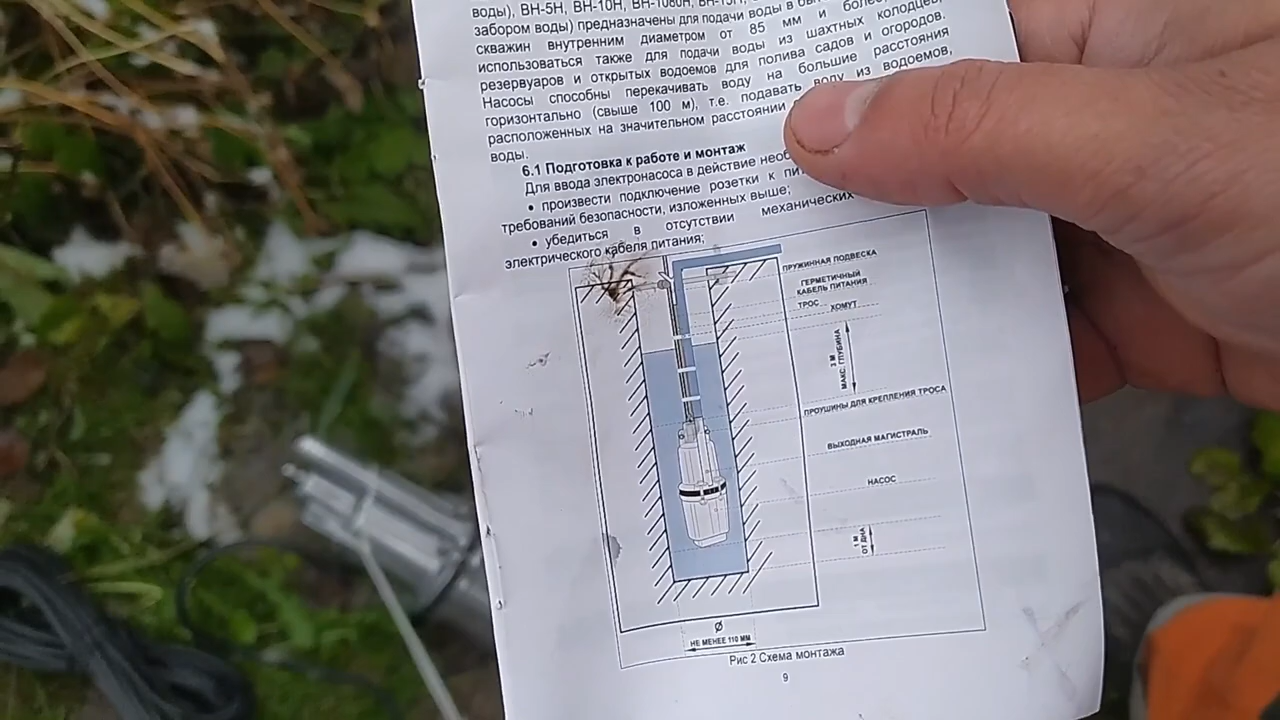 воды), ВН-5Н, ВН-10Н, ВН-1080Н,
забором воды) предназначены для подачи воды в
скважин внутренним диаметром от 85 мм и более,
использоваться также для подачи воды из шахтных колодцев,
резервуаров и открытых водоемов для полива садов и огородов.
Насосы способны перекачивать воду на большие расстояния
горизонтально (свыше 100 м), т.е. подавать воду из водоемов,
расположенных на значительном расстоянии
воды.
6.1 Подготовка к работе и монтаж
Для ввода электронасоса в действие
• произвести подключение розетки к
требований безопасности, изложенных выше;
• убедиться в отсутствии механических
электрического кабеля питания;
ПРУЖИННАЯ ПОДВЕСКА
ГЕРМЕТИЧНЫЙ
КАБЕЛЬ ПИТАНИЯ
ТРОС ХОМУТ
3 М
МАКС. ГЛУБИНА
ПРОУШИНЫ ДЛЯ КРЕПЛЕНИЯ ТРОСА
ВЫХОДНАЯ МАГИСТРАЛЬ
НАСОС
1 М
ОТ ДНА
Ø
НЕ МЕНЕЕ 110 ММ
Рис 2 Схема монтажа
9